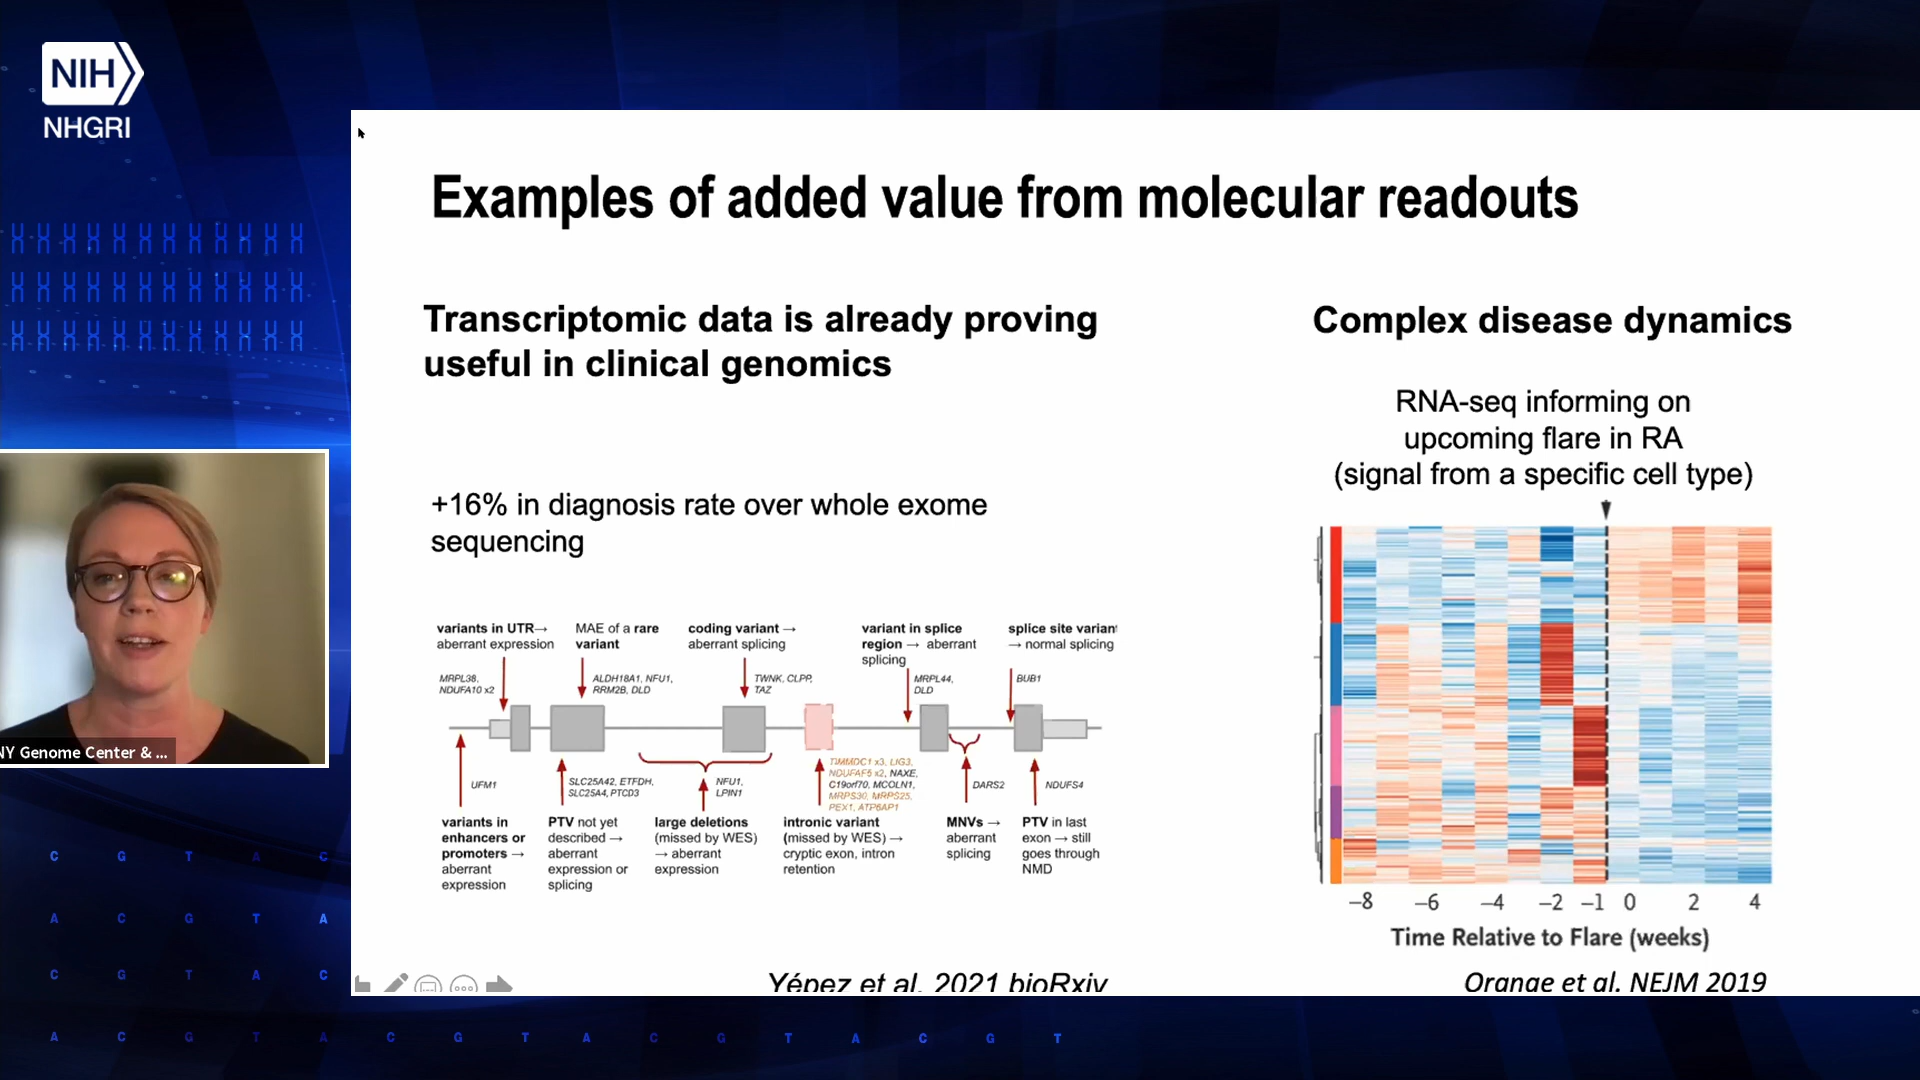 NIH
NHGRI
Examples of added value from molecular readouts
Transcriptomic data is already proving
useful in clinical genomics
+16% in diagnosis rate over whole exome
sequencing
variants in UTR→
aberrant expression
MAE of a rare
variant
coding variant →
aberrant splicing
variant in splice
region → aberrant
splicing
splice site variant
→ normal splicing
MRPL38,
NDUFA10 x2
ALDH18A1, NFU1,
RRM2B, DLD
TWNK, CLPP,
TAZ
MRPL44,
DLD
BUB1
UFM1
SLC25A42, ETFDH,
SLC25A4, PTCD3
NFU1,
LPIN1
TIMMDC1 x3, LIG3,
NDUFAF5 x2, NAXE,
C19orf70, MCOLN1,
MRPS30, MRPS25,
PEX1, ATP6AP1
DARS2
NDUFS4
variants in
enhancers or
promoters →
aberrant
expression
PTV not yet
described →
aberrant
expression or
splicing
large deletions
(missed by WES)
→ aberrant
expression
intronic variant
(missed by WES) →
cryptic exon, intron
retention
MNVs →
aberrant
splicing
PTV in last
exon → still
goes through
NMD
Yépez et al. 2021 bioRxiv
Complex disease dynamics
RNA-seq informing on
upcoming flare in RA
(signal from a specific cell type)
−8 −6 −4 −2 −1 0 2 4
Time Relative to Flare (weeks)
Orange et al. NEJM 2019
NY Genome Center & ...
C G T A C
A C G T A
C G T A C
A C G T A C G T A C G T A C G T